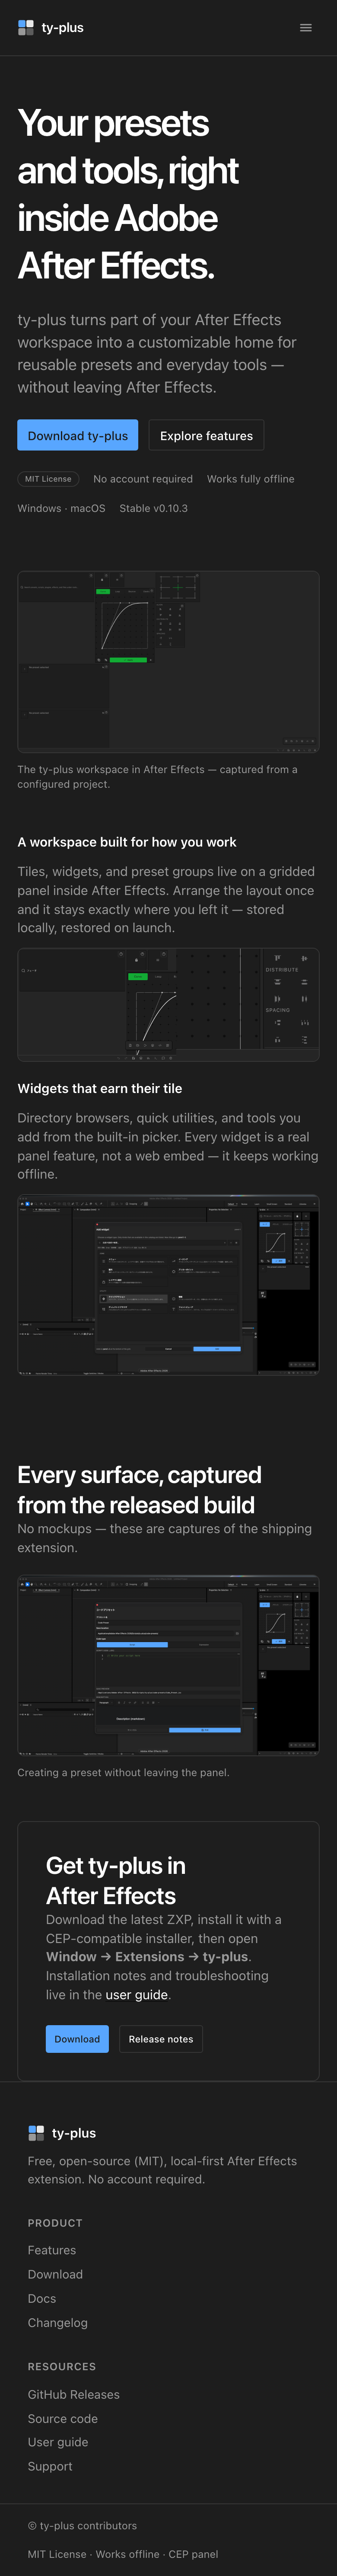 ty-plus
Your presets
and tools, right
inside Adobe
After Effects.
ty-plus turns part of your After Effects
workspace into a customizable home for
reusable presets and everyday tools —
without leaving After Effects.
Download ty-plus
Explore features
MIT License
No account required
Works fully offline
Windows · macOS
Stable v0.10.3
The ty-plus workspace in After Effects — captured from a
configured project.
A workspace built for how you work
Tiles, widgets, and preset groups live on a gridded
panel inside After Effects. Arrange the layout once
and it stays exactly where you left it — stored
locally, restored on launch.
DISTRIBUTE
SPACING
Widgets that earn their tile
Directory browsers, quick utilities, and tools you
add from the built-in picker. Every widget is a real
panel feature, not a web embed — it keeps working
offline.
Every surface, captured
from the released build
No mockups — these are captures of the shipping
extension.
Creating a preset without leaving the panel.
Get ty-plus in
After Effects
Download the latest ZXP, install it with a
CEP-compatible installer, then open
Window → Extensions → ty-plus.
Installation notes and troubleshooting
live in the user guide.
Download
Release notes
ty-plus
Free, open-source (MIT), local-first After Effects
extension. No account required.
PRODUCT
Features
Download
Docs
Changelog
RESOURCES
GitHub Releases
Source code
User guide
Support
© ty-plus contributors
MIT License · Works offline · CEP panel